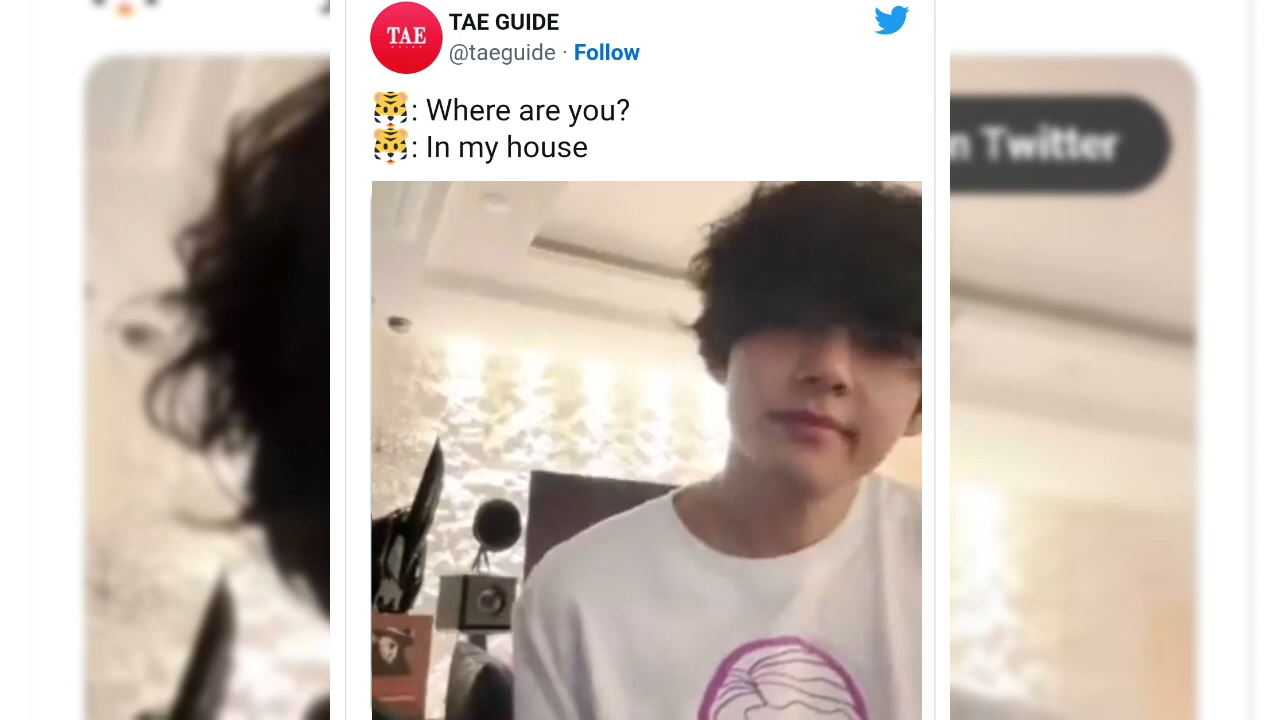 TAE
TAE GUIDE
@taeguide · Follow
🐯: Where are you?
🐯: In my house
n Twitter